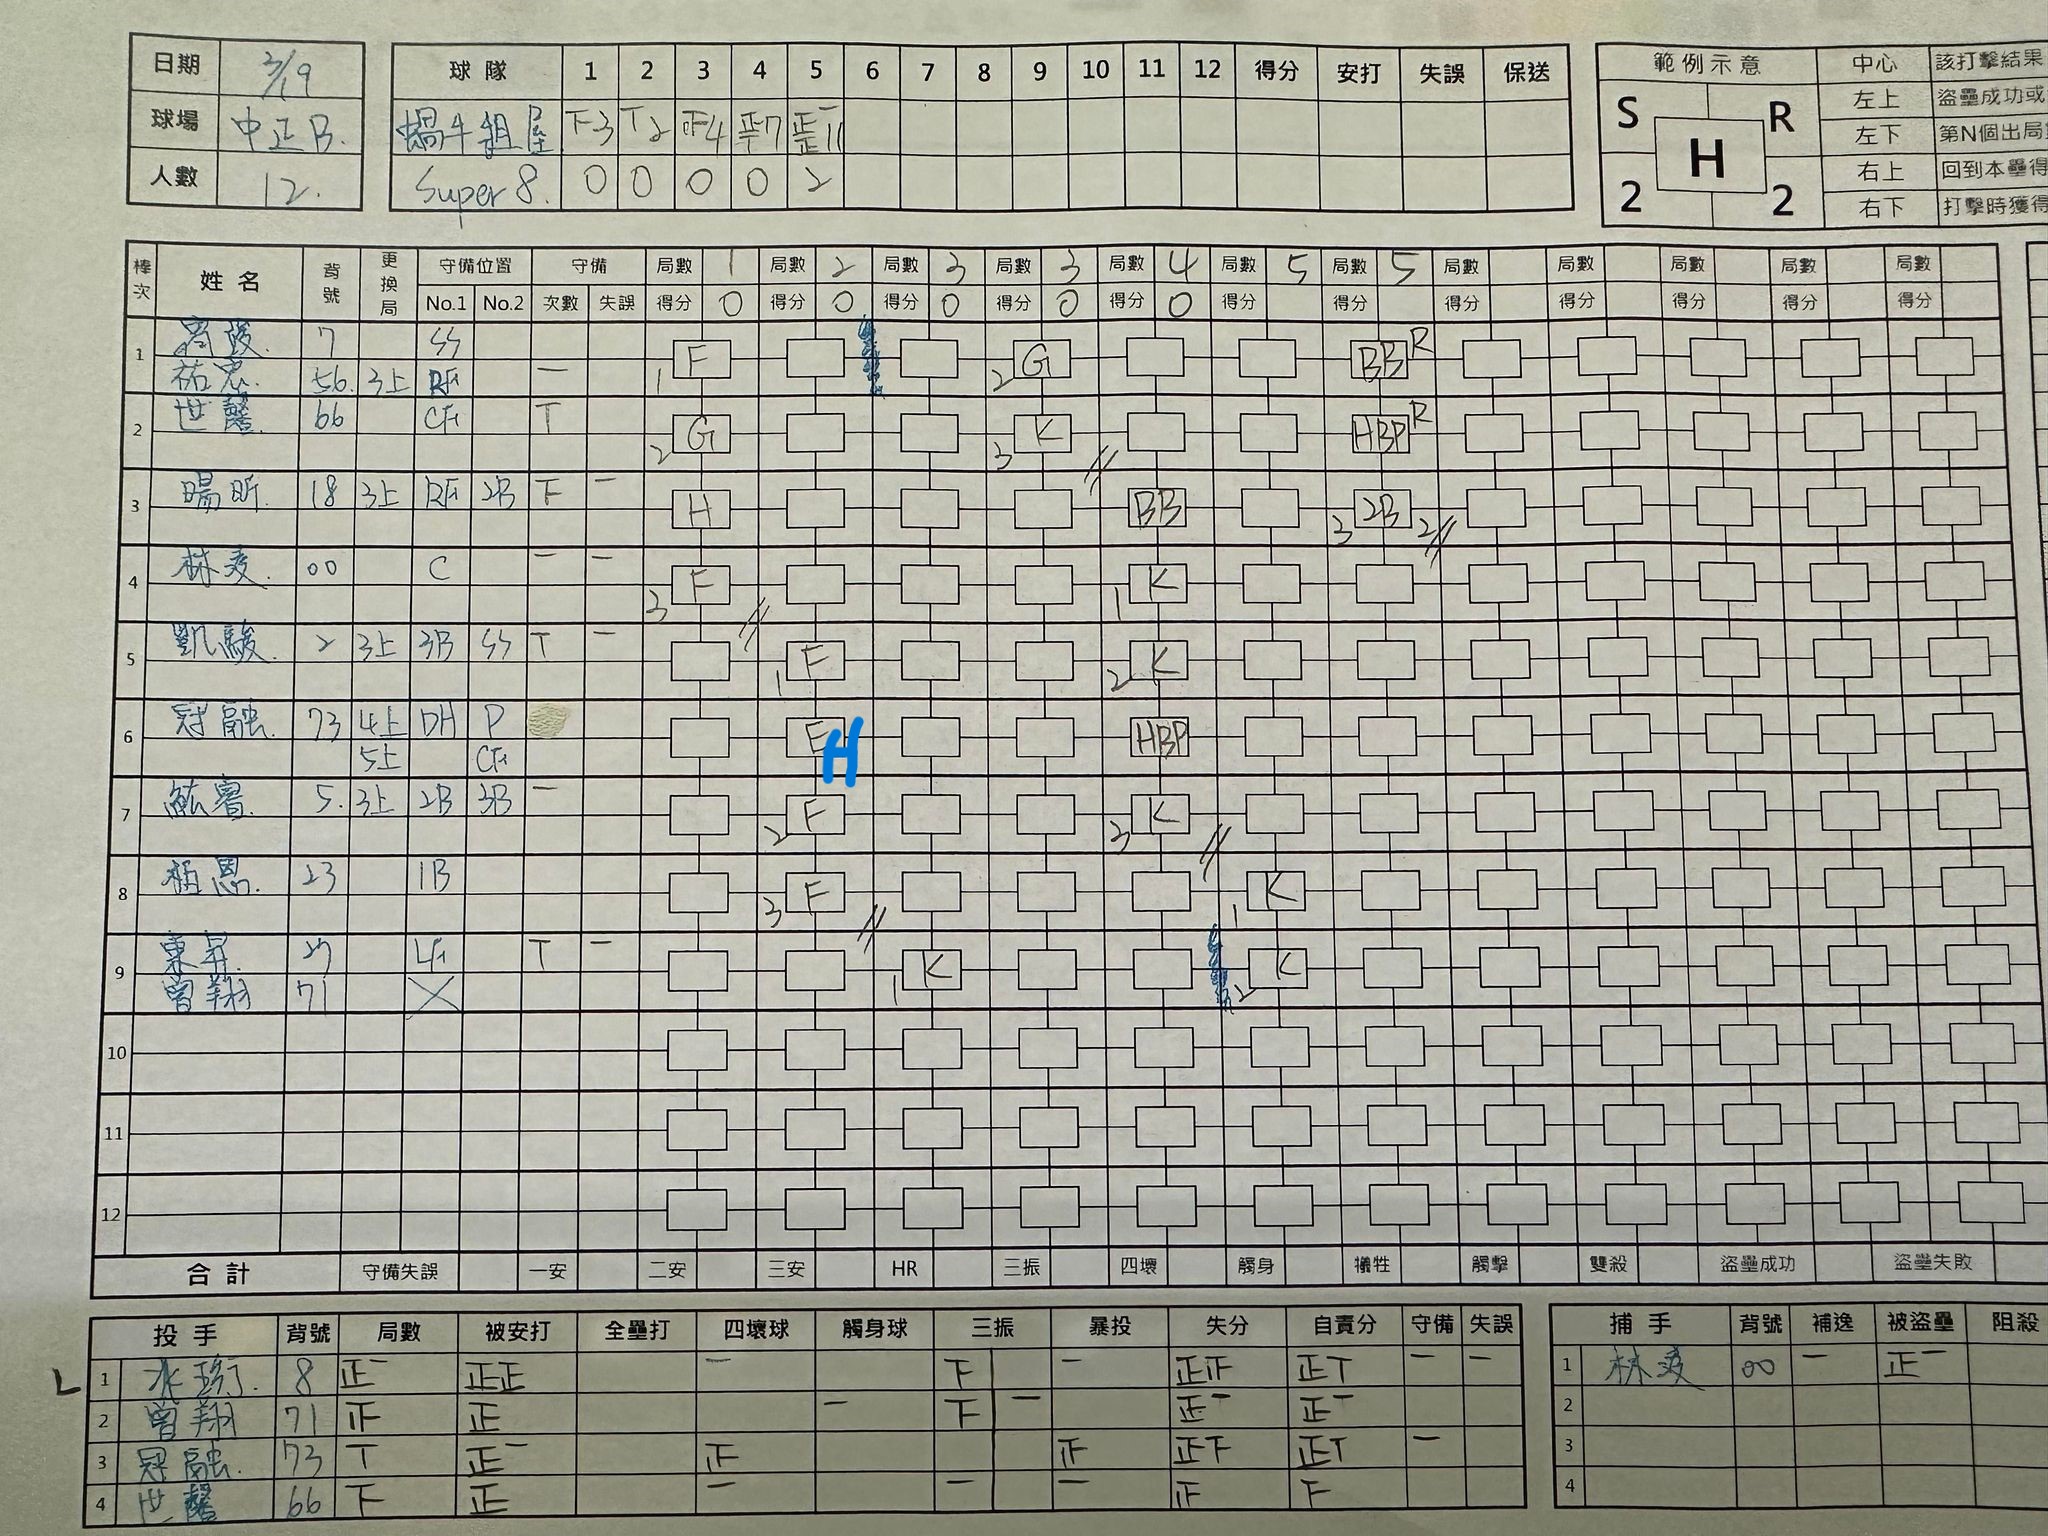 日期 3/19
球場 中正B.
人數 12.
球隊 1 2 3 4 5 6 7 8 9 10 11 12 得分 安打 失誤 保送
蝸牛粗屋 下3 T2 正4 7 11
Super 8. 0 0 0 0 2
範例示意 中心 該打擊結果
S R 左上 盜壘成功或
H 左下 第N個出局
右上 回到本壘得
2 2 右下 打擊時獲得
棒次 姓名 背號 更換局 守備位置 守備 局數 1 局數 2 局數 3 局數 3 局數 4 局數 5 局數 5 局數 局數 局數 局數 局數
No.1 No.2 次數 失誤 得分 0 得分 0 得分 0 得分 0 得分 0 得分 得分 得分 得分 得分 得分 得分
1 7 SS F 1 G 2 BB R
祐忠. 56. 3上 RF 一
2 世馨. 66 CF T G 2 K 3 HBP R
3 暘昕. 18 3上 RF 2B 下 一 H BB 3 2B 2
4 00 C 一 一 3 F 1 K
5 凱駿. 2 3上 3B SS T 一 1 F 2 K
6 冠融. 73 4上 DH P H HBP
5上 CF
7 紘睿. 5. 3上 2B 3B 一 2 F 3 K
8 23 1B 3 F 1 K
9 東昇. 27 LF T 一 1 K 2 K
曾翔 71 X
10
11
12
合計 守備失誤 一安 二安 三安 HR 三振 四壞 觸身 犧牲 觸擊 雙殺 盜壘成功 盜壘失敗
投手 背號 局數 被安打 全壘打 四壞球 觸身球 三振 暴投 失分 自責分 守備 失誤
L 1 8 正一 正正 一 下 一 正正 正T 一 一
2 曾翔 71 正 正 一 下 一 正一 正一
3 冠融. 73 T 正一 正 正 正下 正T 一
4 世馨 66 下 正 一 一 一 正 下
捕手 背號 補逸 被盜壘 阻殺
1 00 一 正一
2
3
4